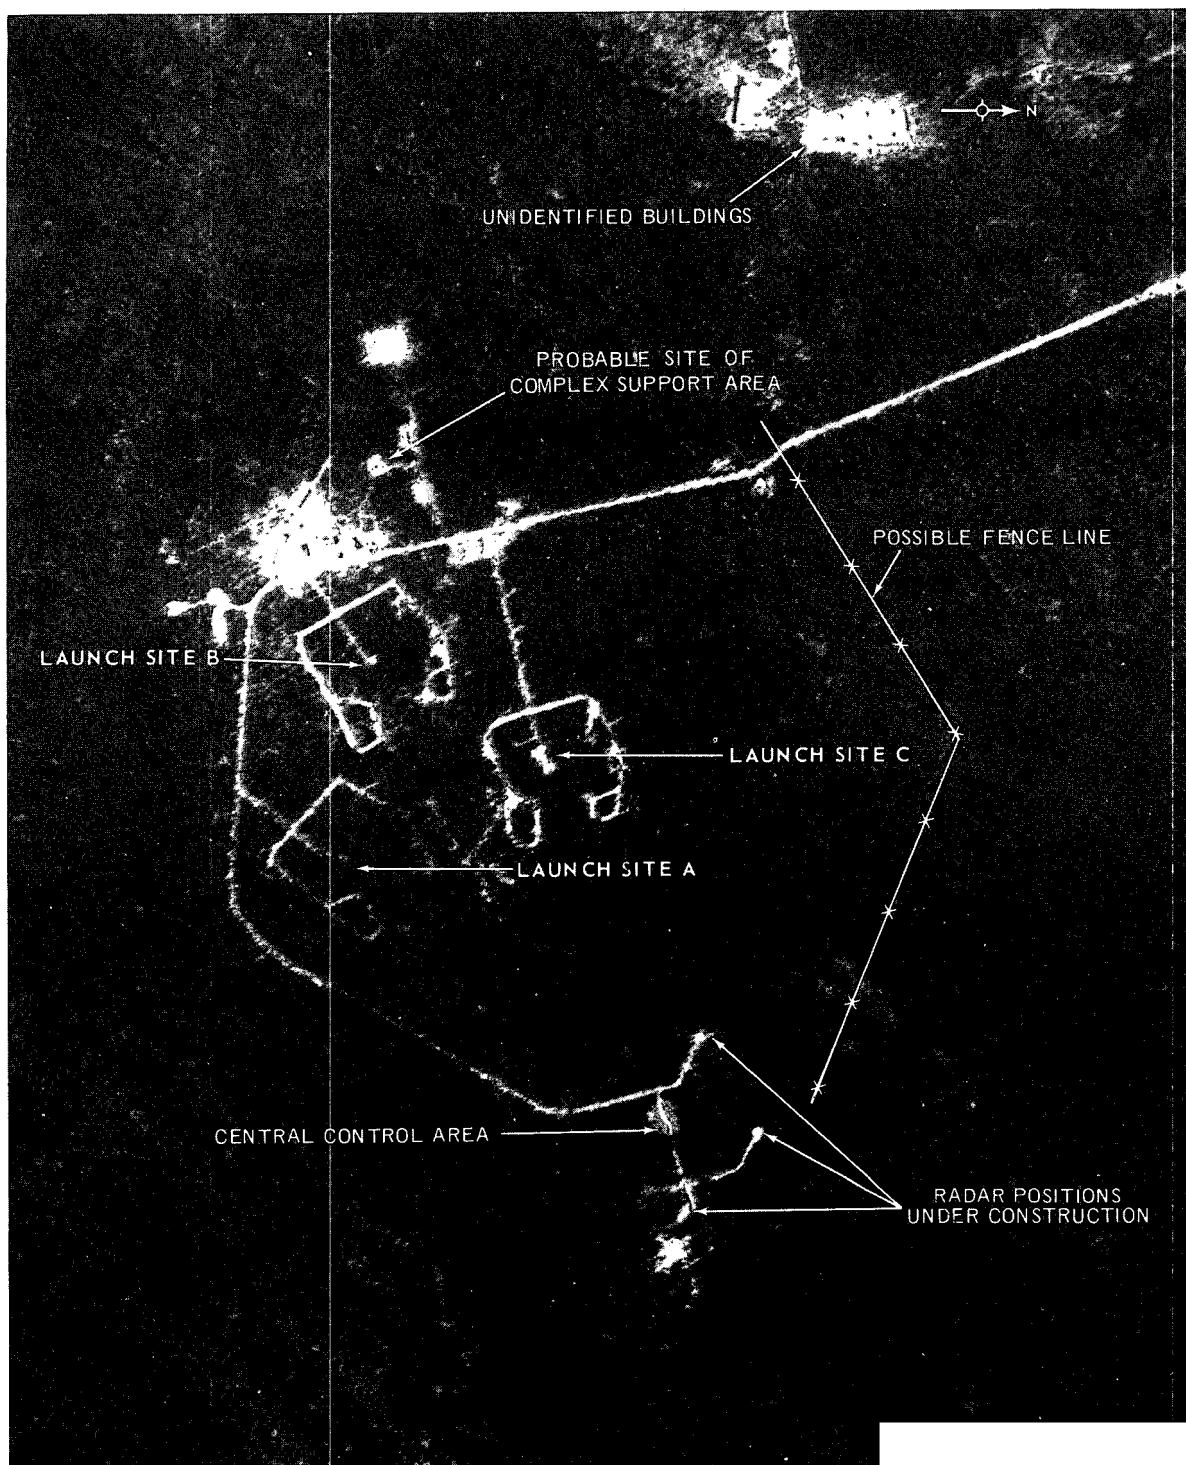 N
UNIDENTIFIED BUILDINGS
PROBABLE SITE OF
COMPLEX SUPPORT AREA
POSSIBLE FENCE LINE
LAUNCH SITE B
LAUNCH SITE C
LAUNCH SITE A
CENTRAL CONTROL AREA
RADAR POSITIONS
UNDER CONSTRUCTION